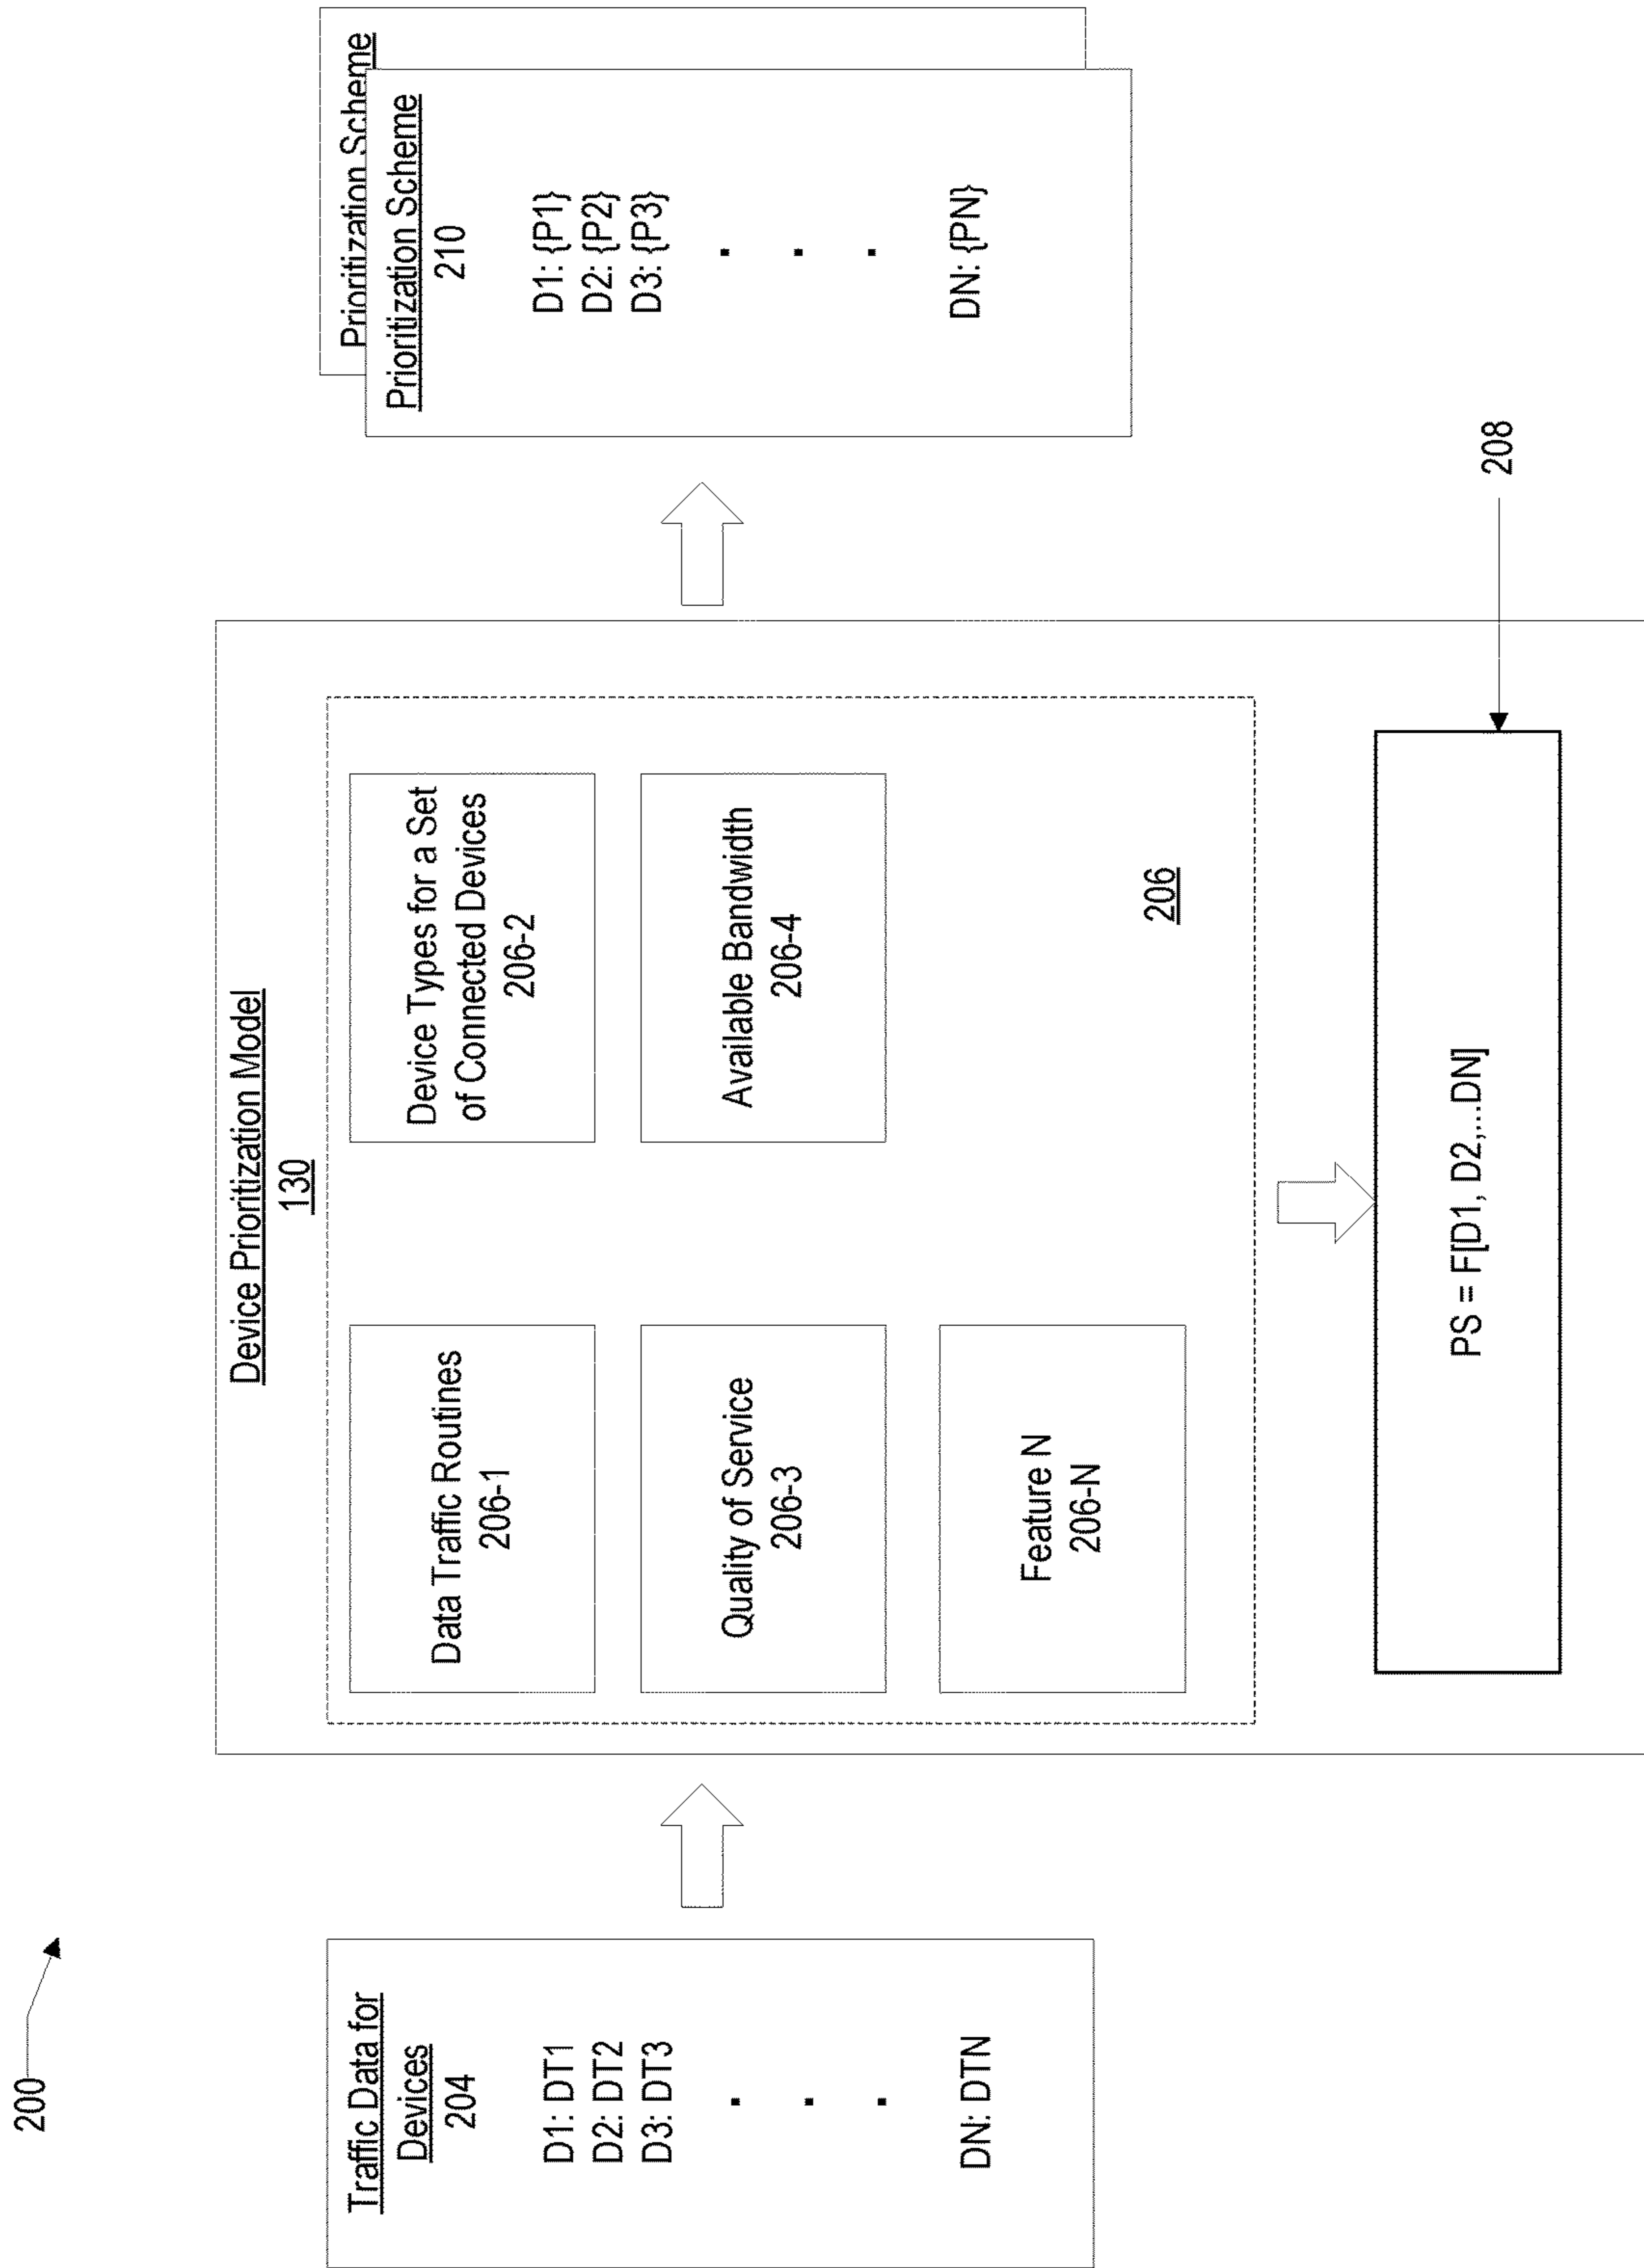 200
Traffic Data for
Devices
204
D1: DT1
D2: DT2
D3: DT3
.
.
.
DN: DTN
Device Prioritization Model
130
Data Traffic Routines
206-1
Device Types for a Set
of Connected Devices
206-2
Quality of Service
206-3
Available Bandwidth
206-4
Feature N
206-N
206
PS = F[D1, D2,...DN]
208
Prioritization Scheme
Prioritization Scheme
210
D1: {P1}
D2: {P2}
D3: {P3}
.
.
.
DN: {PN}